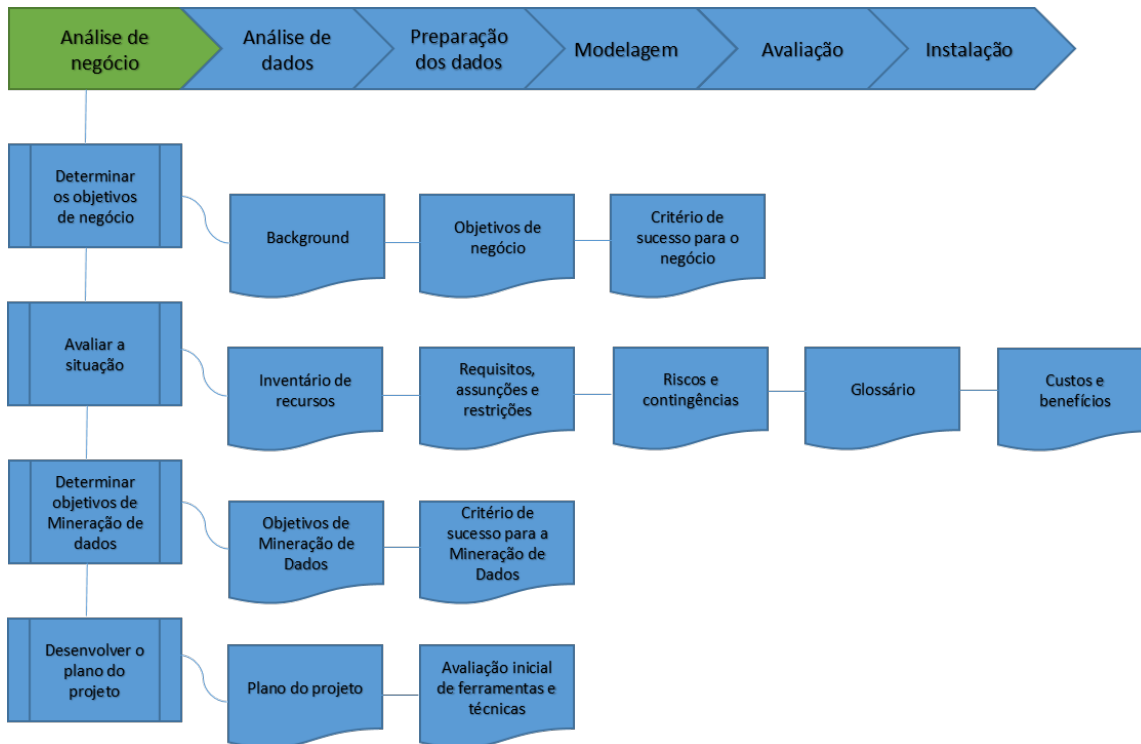 Análise de
negócio
Análise de
dados
Preparação
dos dados
Modelagem
Avaliação
Instalação
Determinar
os objetivos
de negócio
Background
Objetivos de
negócio
Critério de
sucesso para o
negócio
Avaliar a
situação
Inventário de
recursos
Requisitos,
assunções e
restrições
Riscos e
contingências
Glossário
Custos e
benefícios
Determinar
objetivos de
Mineração de
dados
Objetivos de
Mineração de
Dados
Critério de
sucesso para a
Mineração de
Dados
Desenvolver o
plano do
projeto
Plano do projeto
Avaliação inicial
de ferramentas e
técnicas